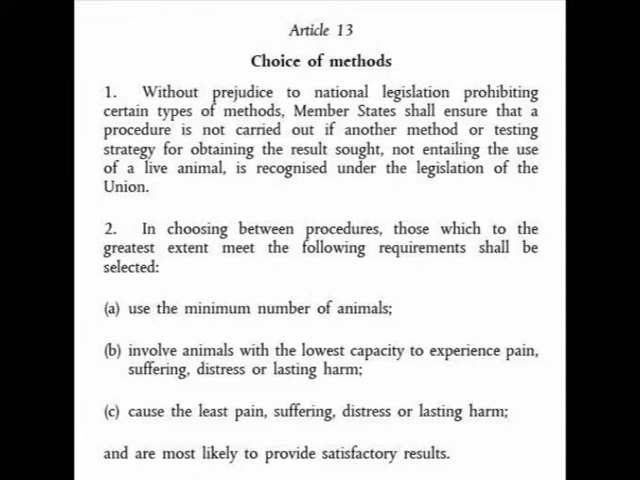 Article 13
Choice of methods
1. Without prejudice to national legislation prohibiting
certain types of methods, Member States shall ensure that a
procedure is not carried out if another method or testing
strategy for obtaining the result sought, not entailing the use
of a live animal, is recognised under the legislation of the
Union.
2. In choosing between procedures, those which to the
greatest extent meet the following requirements shall be
selected:
(a) use the minimum number of animals;
(b) involve animals with the lowest capacity to experience pain,
suffering, distress or lasting harm;
(c) cause the least pain, suffering, distress or lasting harm;
and are most likely to provide satisfactory results.